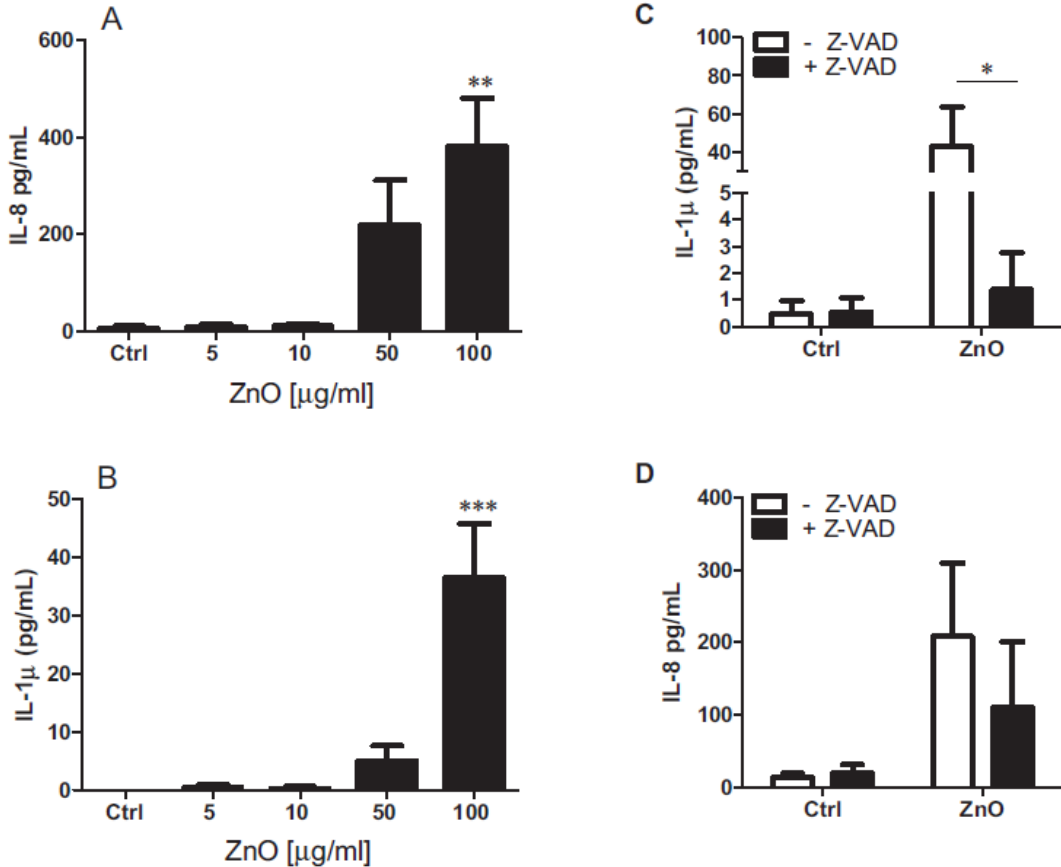 A
600
400
200
0
IL-8 pg/mL
**
Ctrl 5 10 50 100
ZnO [μg/ml]
B
50
40
30
20
10
0
IL-1μ (pg/mL)
***
Ctrl 5 10 50 100
ZnO [μg/ml]
C
- Z-VAD
+ Z-VAD
100
80
60
40
5
4
3
2
1
0
IL-1μ (pg/mL)
*
Ctrl ZnO
D
- Z-VAD
+ Z-VAD
400
300
200
100
0
IL-8 pg/mL
Ctrl ZnO